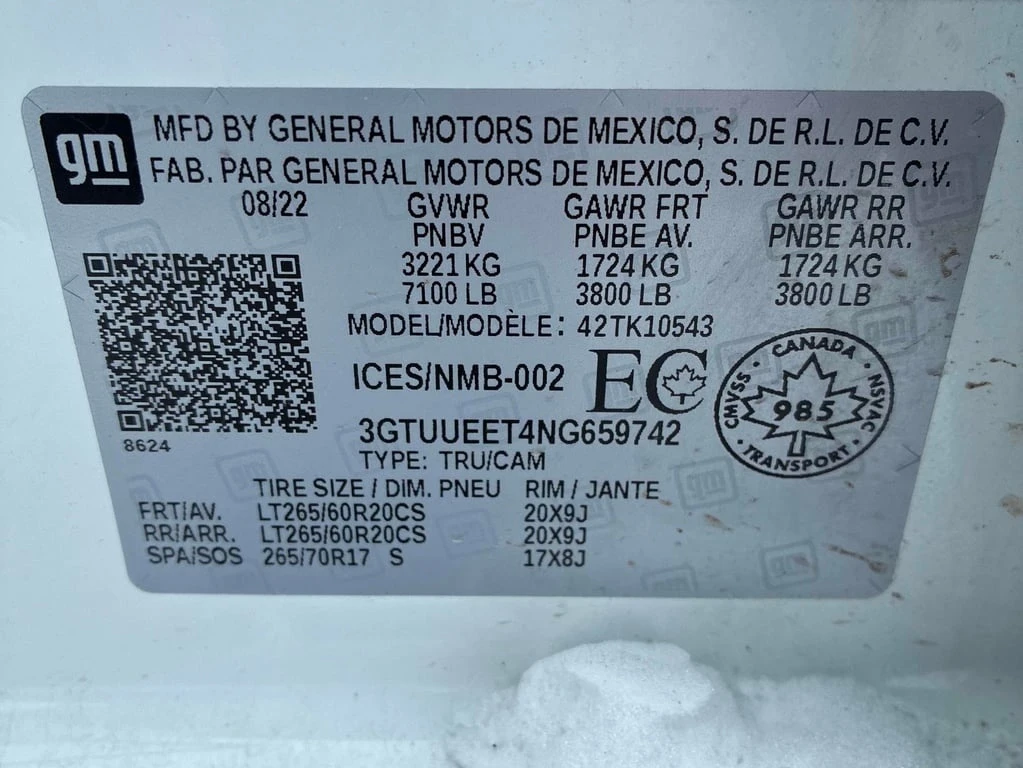 gm
MFD BY GENERAL MOTORS DE MEXICO, S. DE R.L. DE C.V.
FAB. PAR GENERAL MOTORS DE MEXICO, S. DE R.L. DE C.V.
08/22 GVWR GAWR FRT GAWR RR
PNBV PNBE AV. PNBE ARR.
3221 KG 1724 KG 1724 KG
7100 LB 3800 LB 3800 LB
MODEL/MODÈLE: 42TK10543
ICES/NMB-002 EC
CANADA
CMVSS 985 NSVAC
TRANSPORT
8624
3GTUUEET4NG659742
TYPE: TRU/CAM
TIRE SIZE / DIM. PNEU RIM / JANTE
FRT/AV. LT265/60R20CS 20X9J
RR/ARR. LT265/60R20CS 20X9J
SPA/SOS 265/70R17 S 17X8J